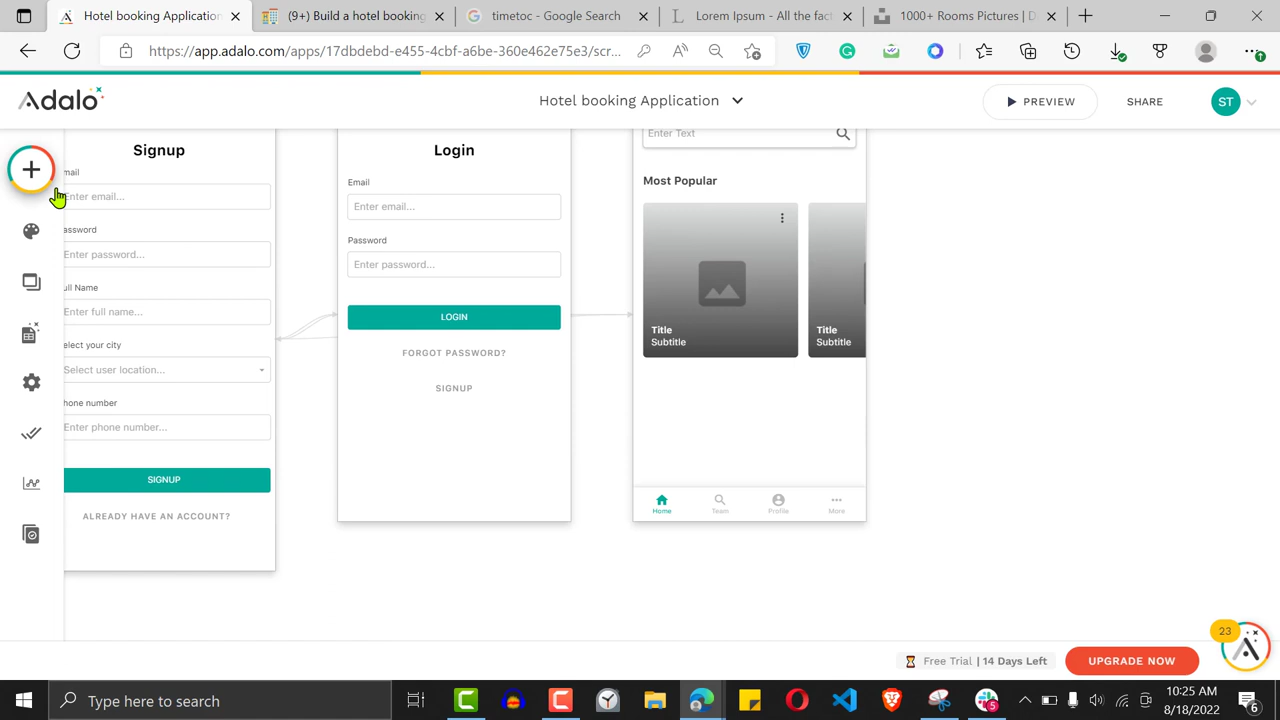 Hotel booking Application
(9+) Hotel a booking
timetoc - Google Search
Lorem Ipsum - All the fact
1000+ Rooms Pictures | D
https://app.adalo.com/apps/17dbdebd-e455-4cbf-a6be-360e462e75e3/scr...
Adalo
Hotel booking Application
PREVIEW
SHARE
ST
Signup
mail
Enter email...
assword
Enter password...
ull Name
Enter full name...
elect your city
Select user location...
hone number
Enter phone number...
SIGNUP
ALREADY HAVE AN ACCOUNT?
Login
Email
Enter email...
Password
Enter password...
LOGIN
FORGOT PASSWORD?
SIGNUP
Enter Text
Most Popular
Title
Subtitle
Title
Subtitle
Home
Team
Profile
More
23
Free Trial | 14 Days Left
UPGRADE NOW
Type here to search
5
10:25 AM
8/18/2022
6